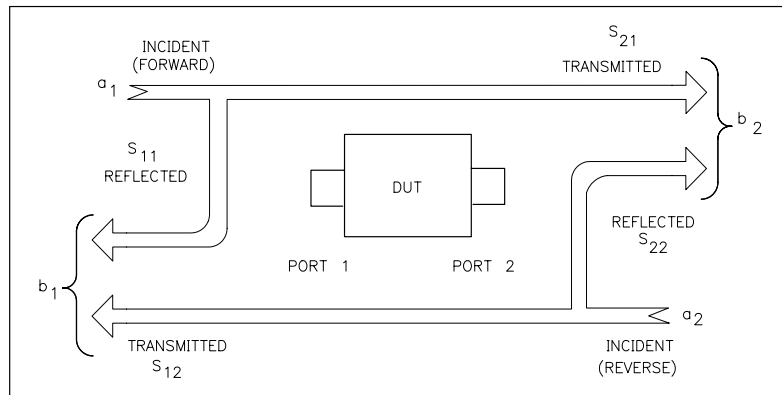 INCIDENT
(FORWARD)
S21
TRANSMITTED
a1
b2
S11
REFLECTED
DUT
REFLECTED
S22
PORT 1
PORT 2
b1
a2
TRANSMITTED
S12
INCIDENT
(REVERSE)